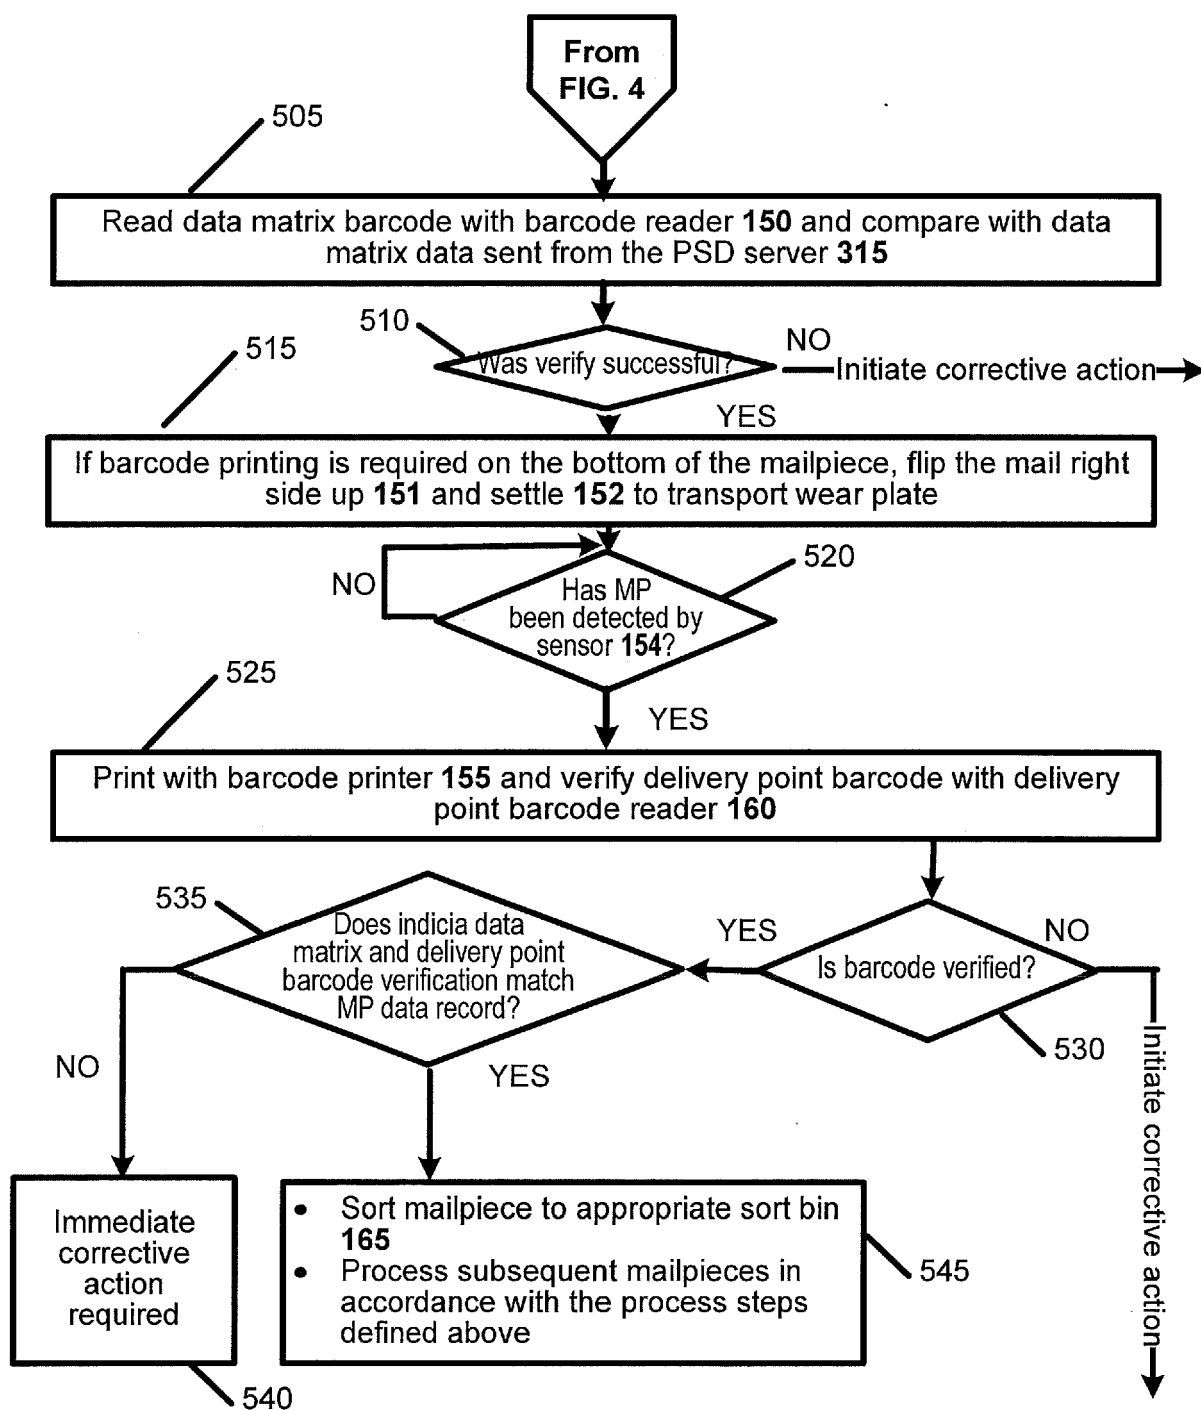 From
FIG. 4
505
Read data matrix barcode with barcode reader 150 and compare with data
matrix data sent from the PSD server 315
510
Was verify successful?
NO
Initiate corrective action
515
YES
If barcode printing is required on the bottom of the mailpiece, flip the mail right
side up 151 and settle 152 to transport wear plate
520
NO
Has MP
been detected by
sensor 154?
525
YES
Print with barcode printer 155 and verify delivery point barcode with delivery
point barcode reader 160
535
Does indicia data
matrix and delivery point
barcode verification match
MP data record?
YES
NO
Is barcode verified?
530
Initiate corrective action
NO
YES
Immediate
corrective
action
required
540
• Sort mailpiece to appropriate sort bin
165
• Process subsequent mailpieces in
accordance with the process steps
defined above
545